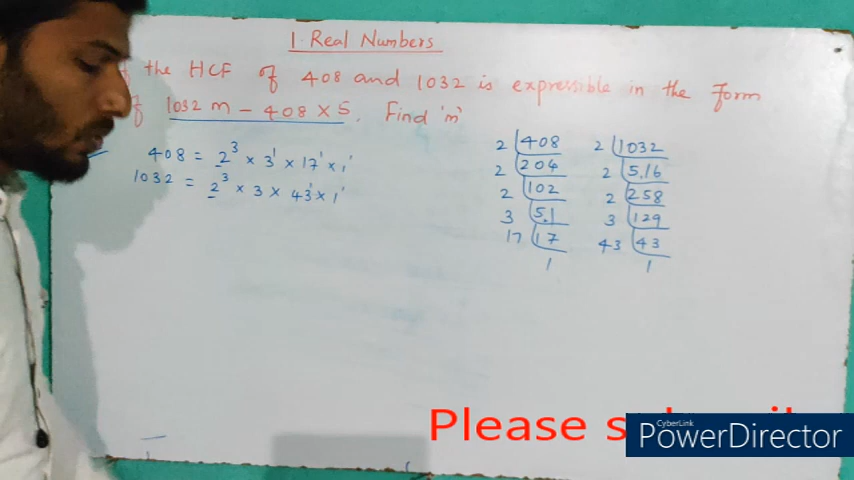 1. Real Numbers
the HCF of 408 and 1032 is expressible in the form
of 1032 m - 408 × 5. Find 'm'
408 = 2³ × 3¹ × 17¹ × 1¹
1032 = 2³ × 3 × 43¹ × 1¹
2 408
2 204
2 102
3 51
17 17
1
2 1032
2 516
2 258
3 129
43 43
1
Please
CyberLink
PowerDirector